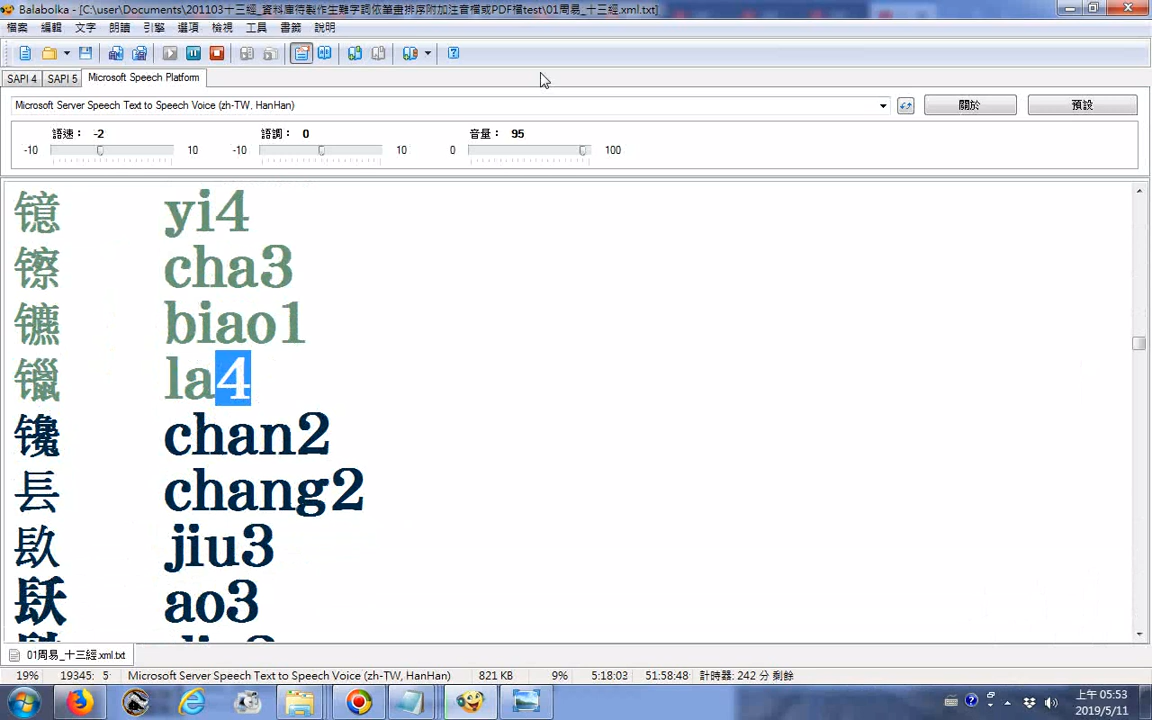 Balabolka - [C:\user\Documents\201103十三經_資料庫待製作生難字詞依筆畫排序附加注音檔或PDF檔test\01周易_十三經.xml.txt]
檔案 編輯 文字 朗讀 引擎 選項 檢視 工具 書籤 說明
SAPI 4 SAPI 5 Microsoft Speech Platform
Microsoft Server Speech Text to Speech Voice (zh-TW, HanHan) 關於 預設
語速： -2 語調： 0 音量： 95
-10 10 -10 10 0 100
镱 yi4
镲 cha3
镳 biao1
镴 la4
镵 chan2
镸 chang2
镹 jiu3
镺 ao3
01周易_十三經.xml.txt
19% 19345: 5 Microsoft Server Speech Text to Speech Voice (zh-TW, HanHan) 821 KB 9% 5:18:03 51:58:48 計時器: 242 分 剩餘
上午 05:53
2019/5/11